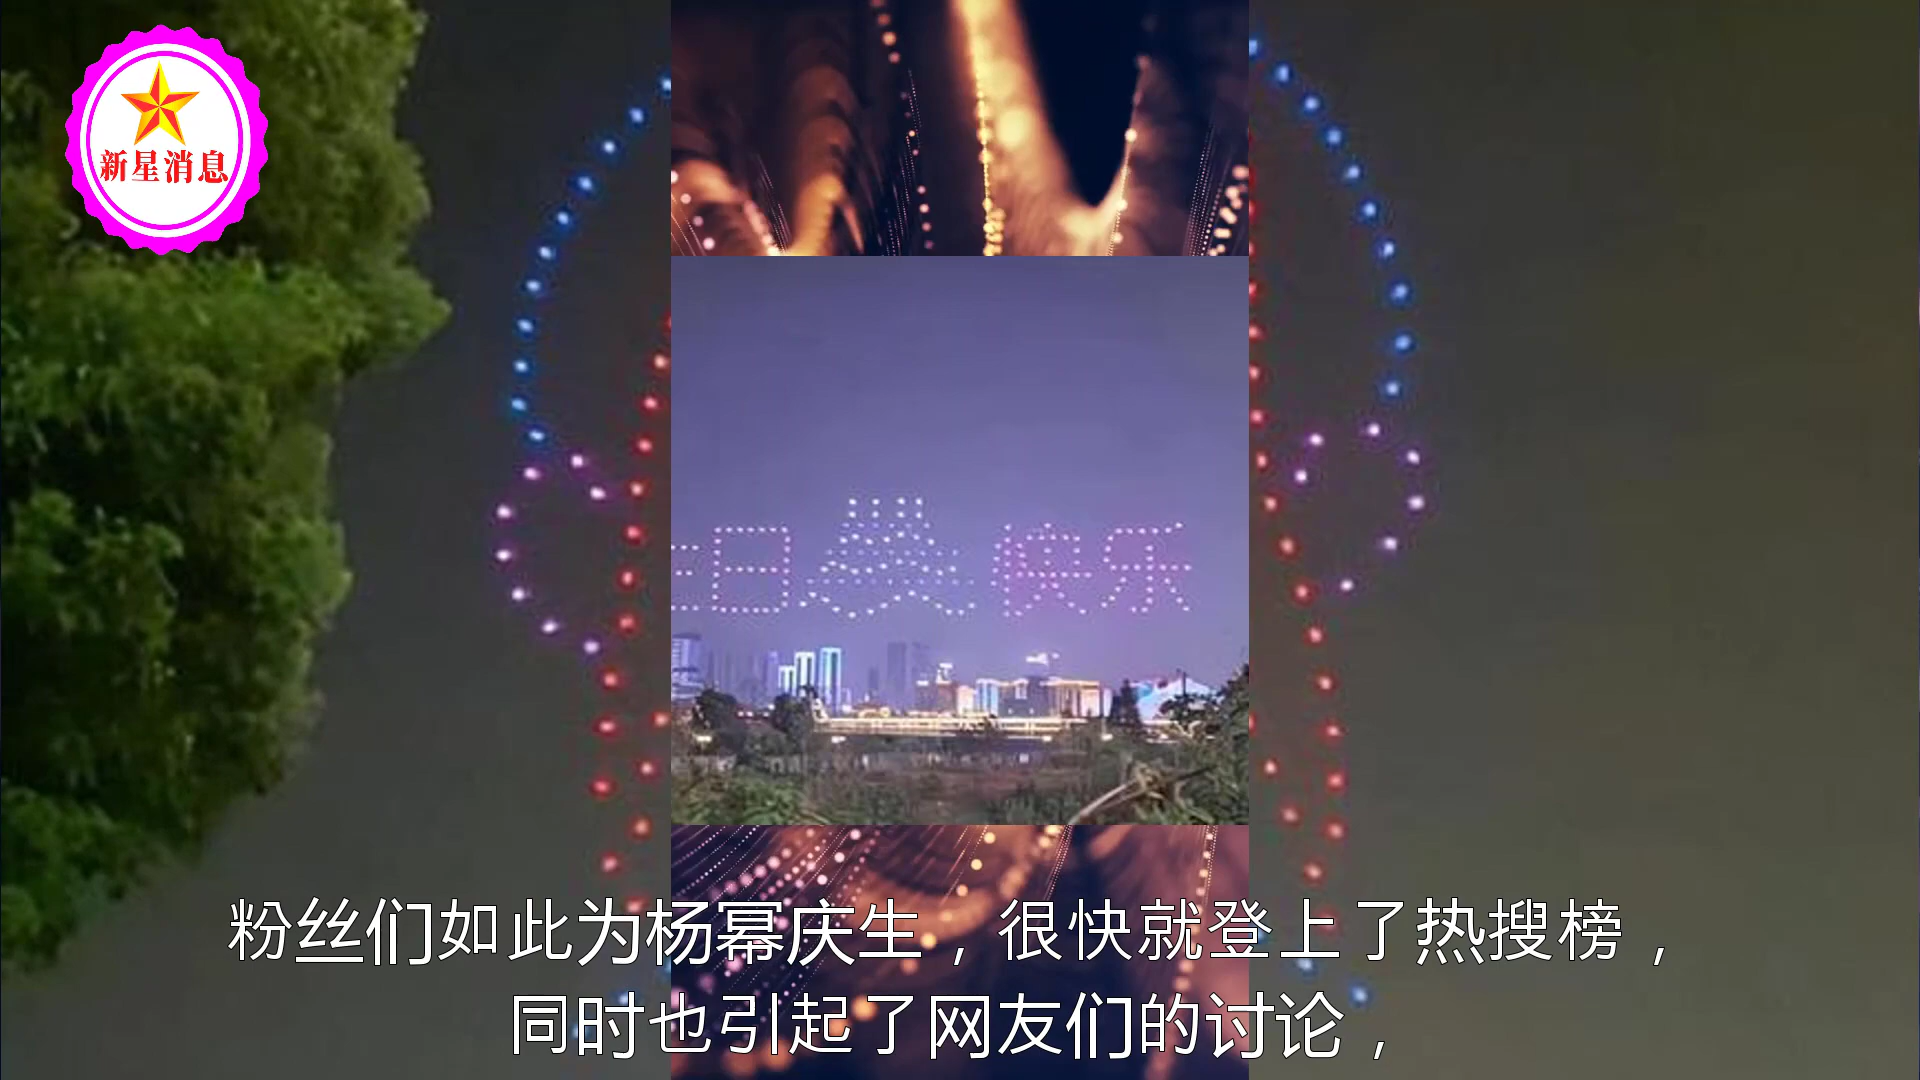 新星消息
日 快乐
粉丝们如此为杨幂庆生，很快就登上了热搜榜，
同时也引起了网友们的讨论，